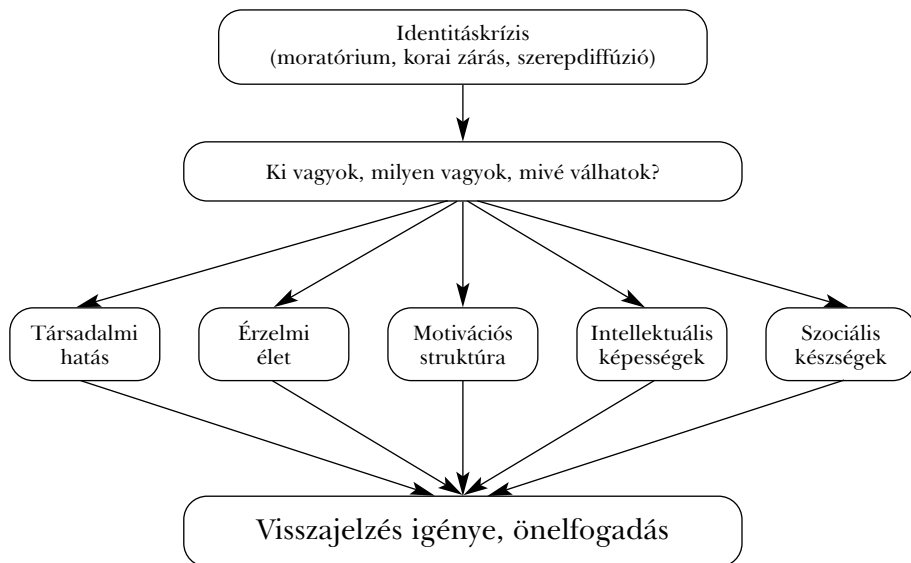 Identitáskrízis
(moratórium, korai zárás, szerepdiffúzió)
Ki vagyok, milyen vagyok, mivé válhatok?
Társadalmi
hatás
Érzelmi
élet
Motivációs
struktúra
Intellektuális
képességek
Szociális
készségek
Visszajelzés igénye, önelfogadás